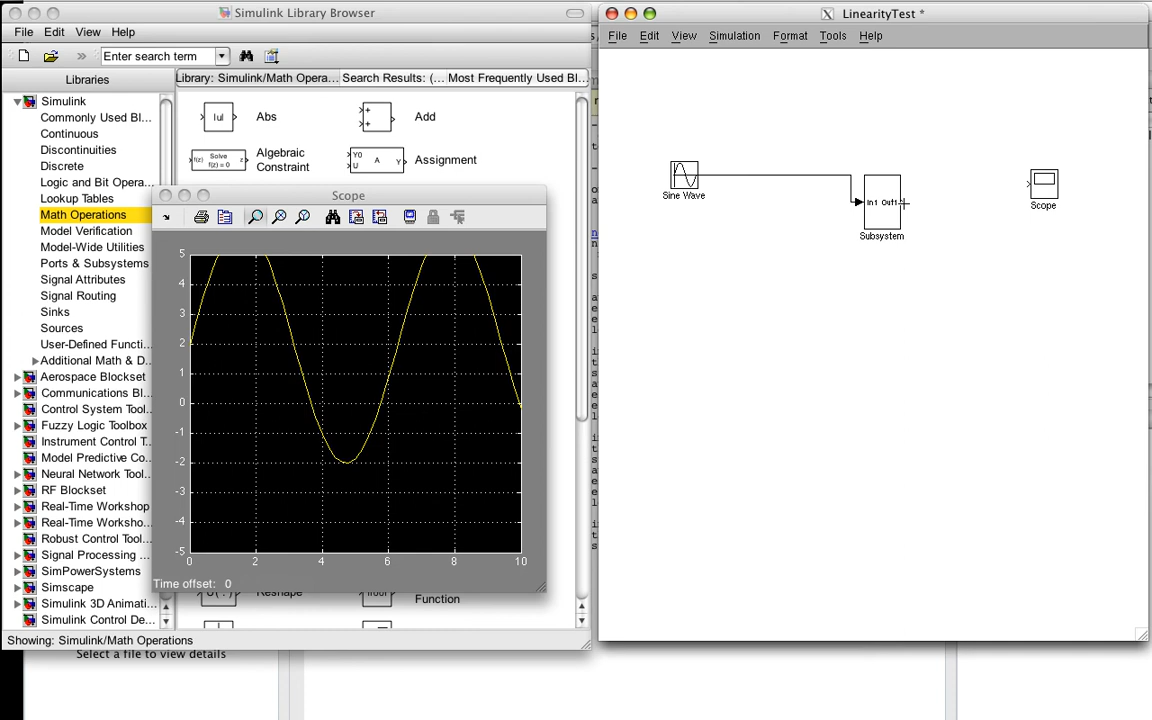 Simulink Library Browser
File Edit View Help
Enter search term
Libraries
Library: Simulink/Math Opera... Search Results: (... Most Frequently Used Bl...
Simulink
Commonly Used Bl...
Continuous
Discontinuities
Discrete
Logic and Bit Opera...
Lookup Tables
Math Operations
Model Verification
Model-Wide Utilities
Ports & Subsystems
Signal Attributes
Signal Routing
Sinks
Sources
User-Defined Functi...
Additional Math & D...
Aerospace Blockset
Communications Bl...
Control System Tool...
Fuzzy Logic Toolbox
Instrument Control T...
Model Predictive Co...
Neural Network Tool...
RF Blockset
Real-Time Workshop
Real-Time Worksho...
Robust Control Tool...
Signal Processing ...
SimPowerSystems
Simscape
Simulink 3D Animati...
Simulink Control De...
|u| Abs
+ + Add
f(z) Solve f(z) = 0 z Algebraic
Constraint
Y0 U A Y Assignment
Scope
5
4
3
2
1
0
-1
-2
-3
-4
-5
0 2 4 6 8 10
Time offset: 0
Reshape
Function
Showing: Simulink/Math Operations
Select a file to view details
X LinearityTest *
File Edit View Simulation Format Tools Help
Sine Wave
In1 Out1
Subsystem
Scope